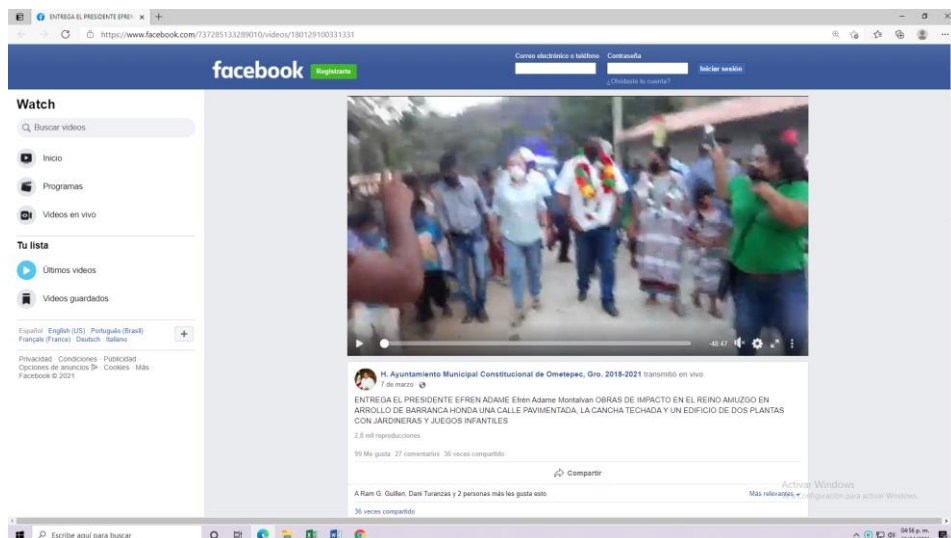 ENTREGA EL PRESIDENTE EFREN
https://www.facebook.com/737285133289010/videos/180129100331331
facebook
Registrarte
Correo electrónico o teléfono
Contraseña
Iniciar sesión
¿Olvidaste tu cuenta?
Watch
Buscar videos
Inicio
Programas
Videos en vivo
Tu lista
Últimos videos
Videos guardados
Español · English (US) · Português (Brasil) ·
Français (France) · Deutsch · Italiano
Privacidad · Condiciones · Publicidad ·
Opciones de anuncios · Cookies · Más ·
Facebook © 2021
-48:47
H. Ayuntamiento Municipal Constitucional de Ometepec, Gro. 2018-2021 transmitió en vivo.
7 de marzo ·
ENTREGA EL PRESIDENTE EFREN ADAME Efrén Adame Montalvan OBRAS DE IMPACTO EN EL REINO AMUZGO EN
ARROLLO DE BARRANCA HONDA UNA CALLE PAVIMENTADA, LA CANCHA TECHADA Y UN EDIFICIO DE DOS PLANTAS
CON JARDINERAS Y JUEGOS INFANTILES
2,8 mil reproducciones
99 Me gusta 27 comentarios 36 veces compartido
Compartir
A Ram G. Guillen, Dani Turanzas y 2 personas más les gusta esto.
Más relevantes
36 veces compartido
Activar Windows
configuración para activar Windows.
Escribe aquí para buscar
04:56 p. m.